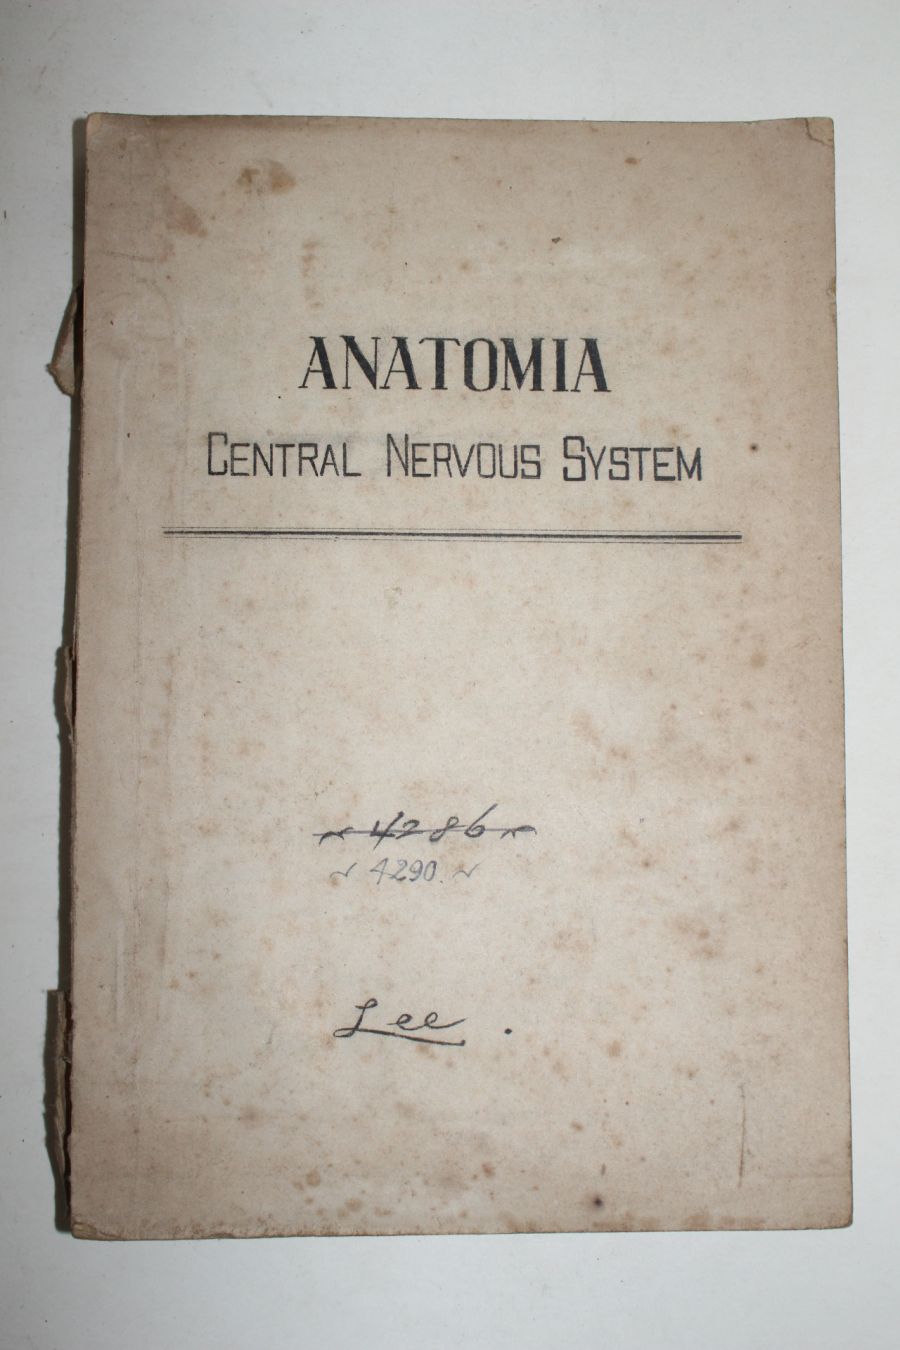 ANATOMIA
CENTRAL NERVOUS SYSTEM
~ 4286 ~
~ 4290. ~
Lee .